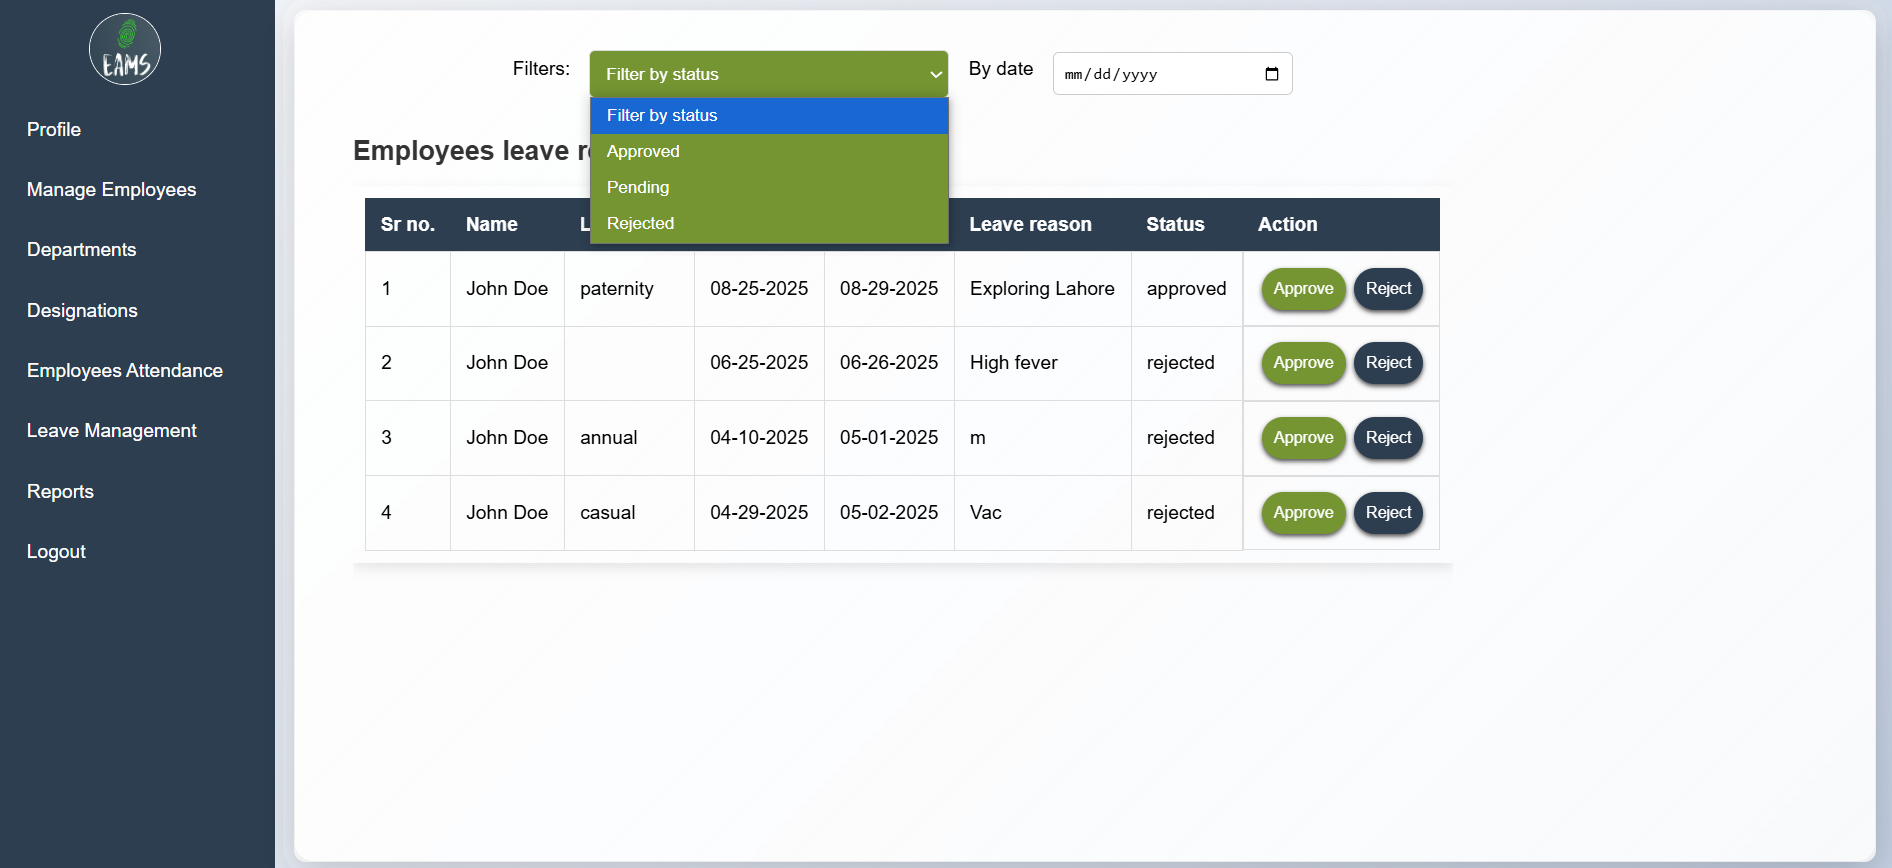 EAMS
Profile
Manage Employees
Departments
Designations
Employees Attendance
Leave Management
Reports
Logout
Filters: Filter by status By date mm/dd/yyyy
Filter by status
Approved
Pending
Rejected
Employees leave
Sr no. Name Leave reason Status Action
1 John Doe paternity 08-25-2025 08-29-2025 Exploring Lahore approved Approve Reject
2 John Doe 06-25-2025 06-26-2025 High fever rejected Approve Reject
3 John Doe annual 04-10-2025 05-01-2025 m rejected Approve Reject
4 John Doe casual 04-29-2025 05-02-2025 Vac rejected Approve Reject